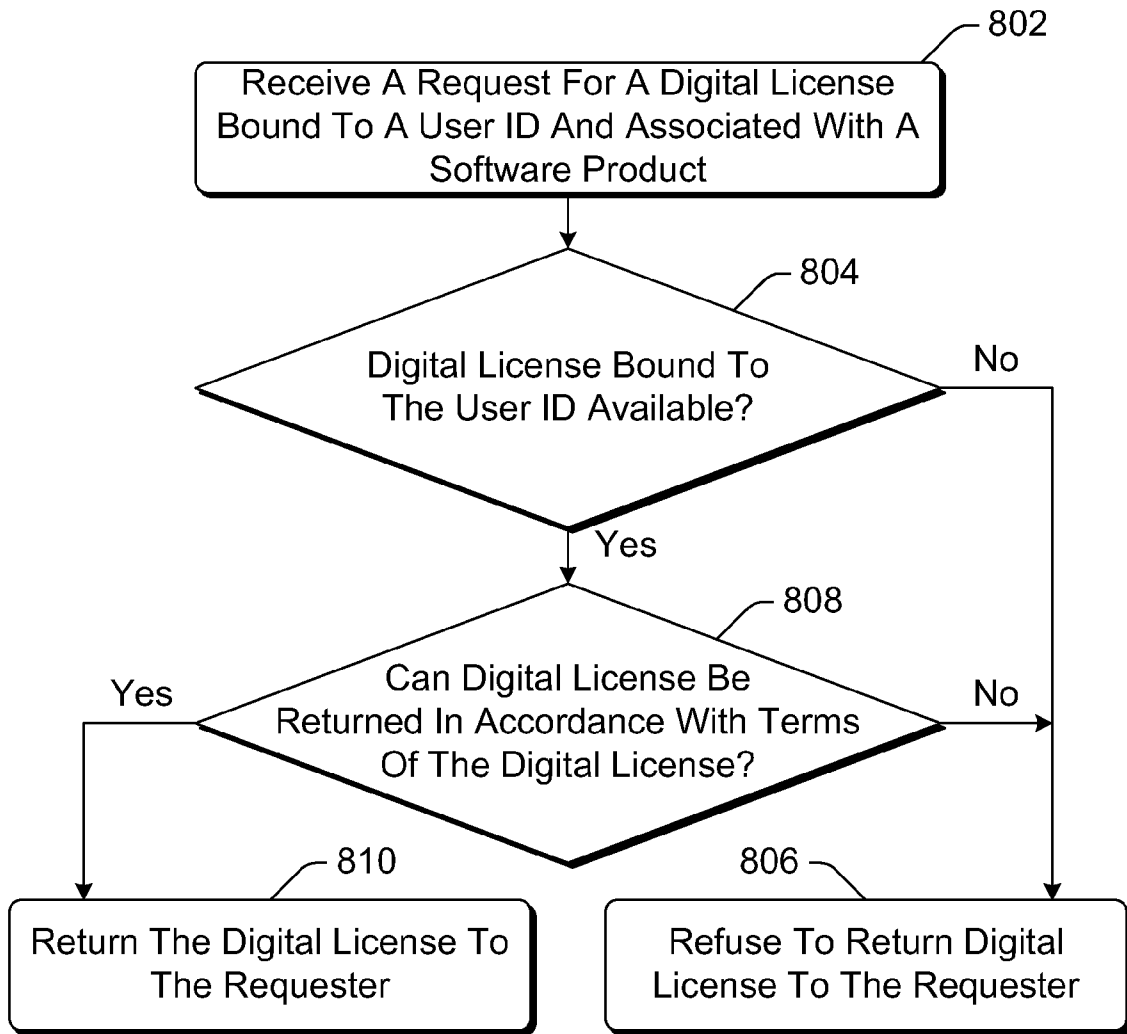 802
Receive A Request For A Digital License
Bound To A User ID And Associated With A
Software Product
804
Digital License Bound To
The User ID Available?
No
Yes
808
Can Digital License Be
Returned In Accordance With Terms
Of The Digital License?
Yes
No
810
Return The Digital License To
The Requester
806
Refuse To Return Digital
License To The Requester